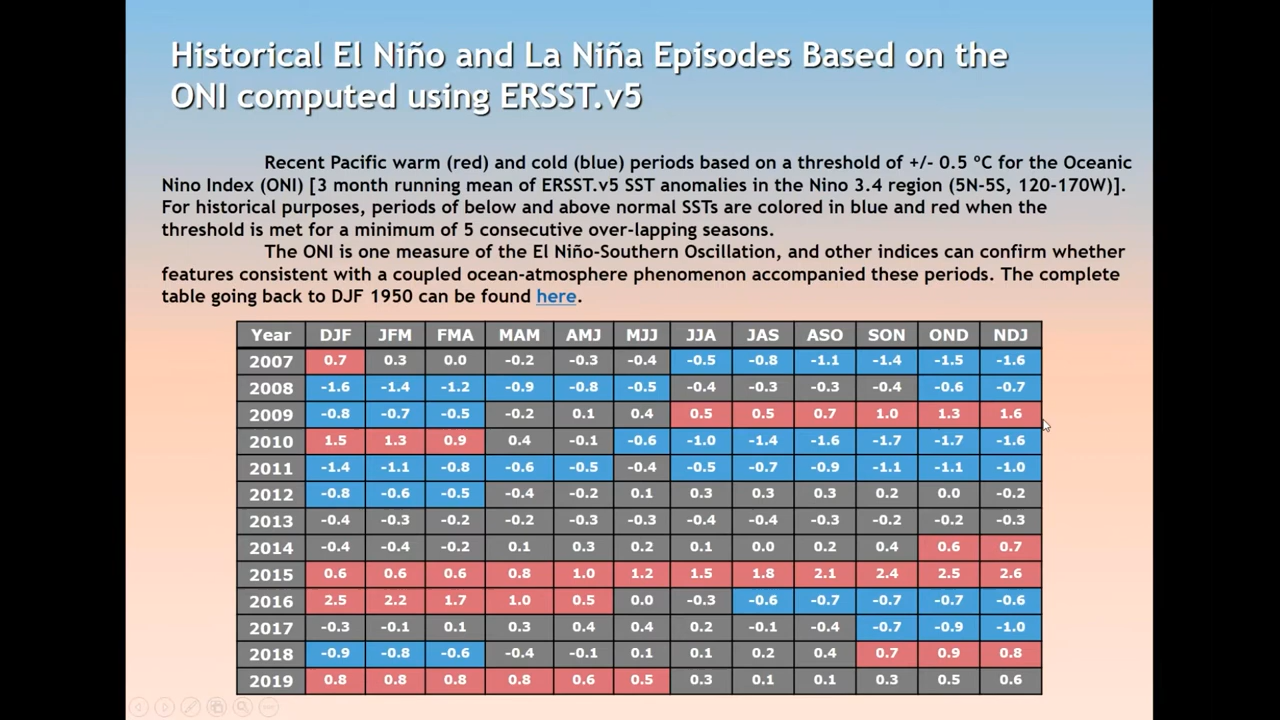 Historical El Niño and La Niña Episodes Based on the
ONI computed using ERSST.v5
Recent Pacific warm (red) and cold (blue) periods based on a threshold of +/- 0.5 ºC for the Oceanic
Nino Index (ONI) [3 month running mean of ERSST.v5 SST anomalies in the Nino 3.4 region (5N-5S, 120-170W)].
For historical purposes, periods of below and above normal SSTs are colored in blue and red when the
threshold is met for a minimum of 5 consecutive over-lapping seasons.
The ONI is one measure of the El Niño-Southern Oscillation, and other indices can confirm whether
features consistent with a coupled ocean-atmosphere phenomenon accompanied these periods. The complete
table going back to DJF 1950 can be found here.
Year DJF JFM FMA MAM AMJ MJJ JJA JAS ASO SON OND NDJ
2007 0.7 0.3 0.0 -0.2 -0.3 -0.4 -0.5 -0.8 -1.1 -1.4 -1.5 -1.6
2008 -1.6 -1.4 -1.2 -0.9 -0.8 -0.5 -0.4 -0.3 -0.3 -0.4 -0.6 -0.7
2009 -0.8 -0.7 -0.5 -0.2 0.1 0.4 0.5 0.5 0.7 1.0 1.3 1.6
2010 1.5 1.3 0.9 0.4 -0.1 -0.6 -1.0 -1.4 -1.6 -1.7 -1.7 -1.6
2011 -1.4 -1.1 -0.8 -0.6 -0.5 -0.4 -0.5 -0.7 -0.9 -1.1 -1.1 -1.0
2012 -0.8 -0.6 -0.5 -0.4 -0.2 0.1 0.3 0.3 0.3 0.2 0.0 -0.2
2013 -0.4 -0.3 -0.2 -0.2 -0.3 -0.3 -0.4 -0.4 -0.3 -0.2 -0.2 -0.3
2014 -0.4 -0.4 -0.2 0.1 0.3 0.2 0.1 0.0 0.2 0.4 0.6 0.7
2015 0.6 0.6 0.6 0.8 1.0 1.2 1.5 1.8 2.1 2.4 2.5 2.6
2016 2.5 2.2 1.7 1.0 0.5 0.0 -0.3 -0.6 -0.7 -0.7 -0.7 -0.6
2017 -0.3 -0.1 0.1 0.3 0.4 0.4 0.2 -0.1 -0.4 -0.7 -0.9 -1.0
2018 -0.9 -0.8 -0.6 -0.4 -0.1 0.1 0.1 0.2 0.4 0.7 0.9 0.8
2019 0.8 0.8 0.8 0.8 0.6 0.5 0.3 0.1 0.1 0.3 0.5 0.6